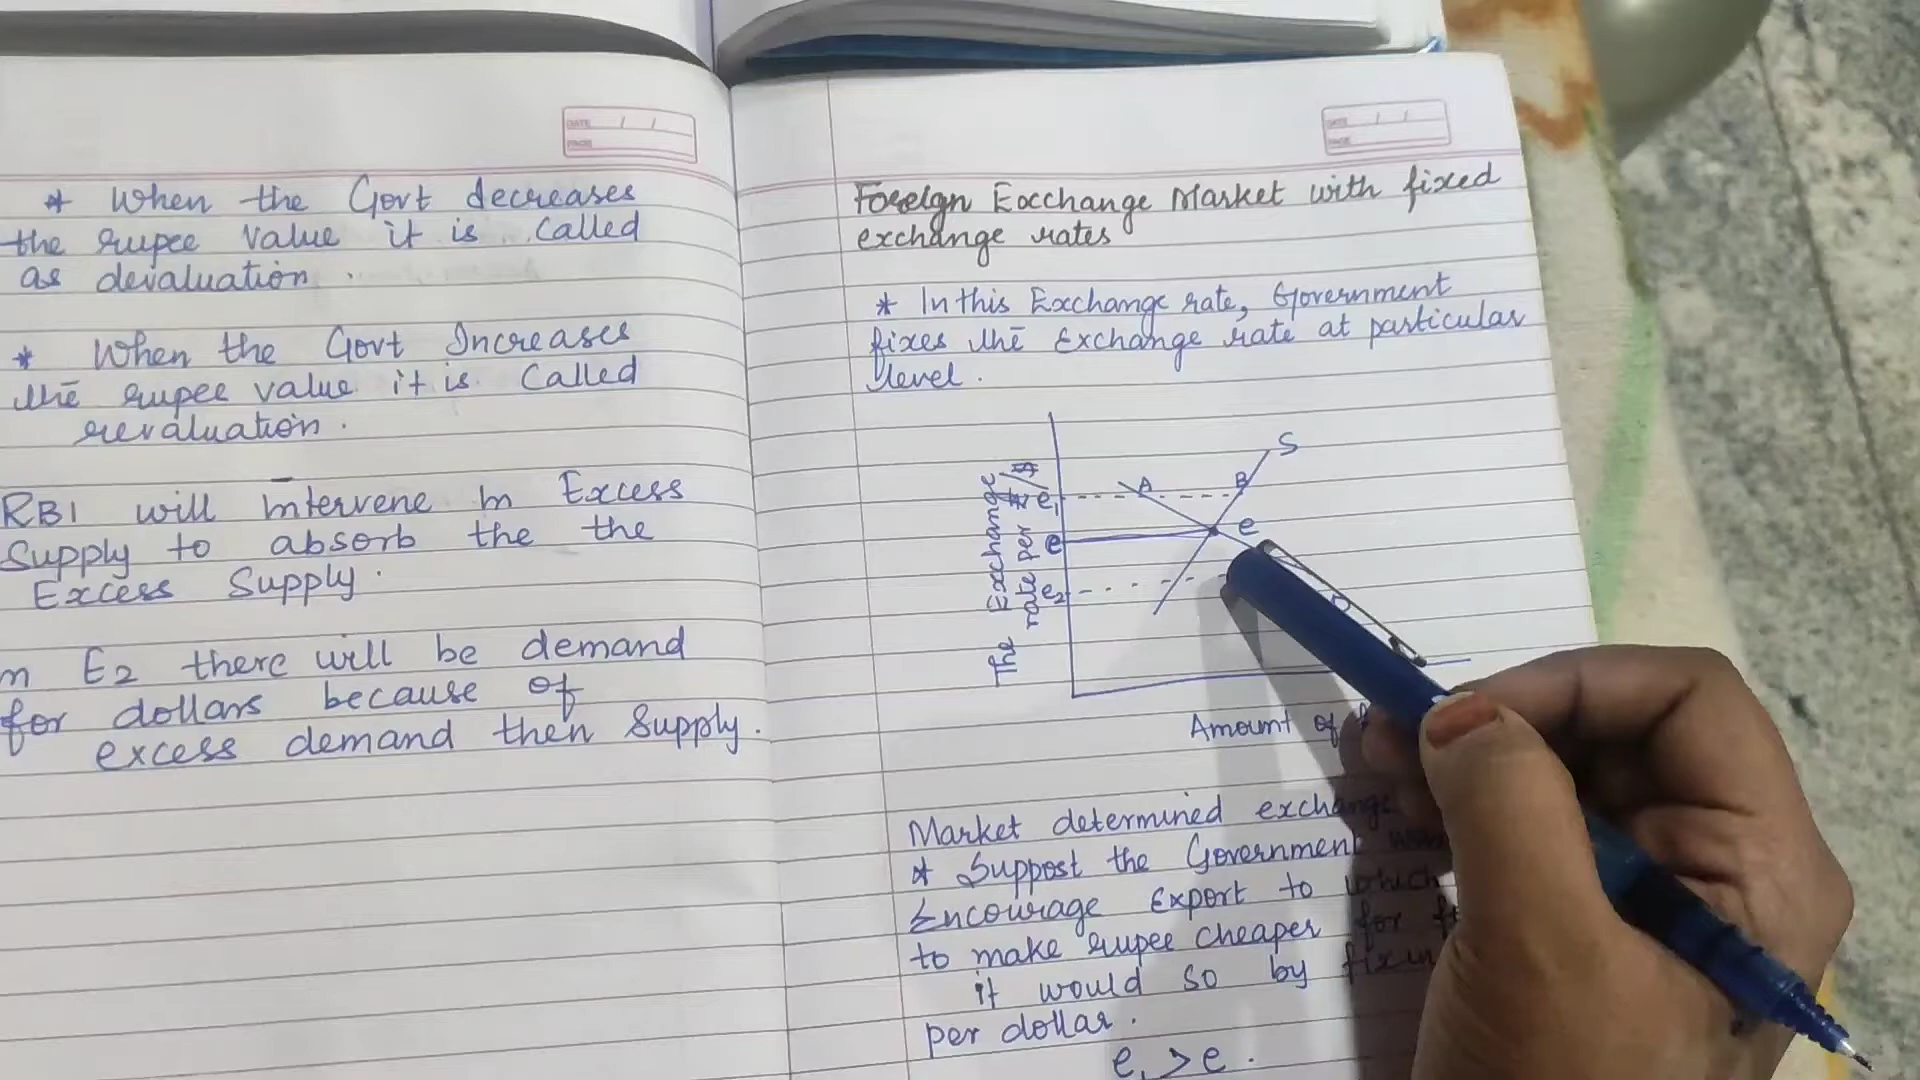 DATE / /
PAGE
* When the Govt decreases
the rupee value it is called
as devaluation.
* When the Govt Increases
the rupee value it is called
revaluation.
RBI will intervene in Excess
Supply to absorb the the
Excess Supply.
n E2 there will be demand
for dollars because of
excess demand then Supply.
DATE / /
PAGE
Foreign Excchange Market with fixed
exchange rates
* In this Exchange rate, Government
fixes the Exchange rate at particular
level.
The Exchange
rate per ₹/$
S
A
B
e1
e
e
e2
D
Amount of
Market determined exchange
* Suppost the Government
Encourage Export to which
to make rupee cheaper for
it would so by fixin
per dollar.
e1 > e.